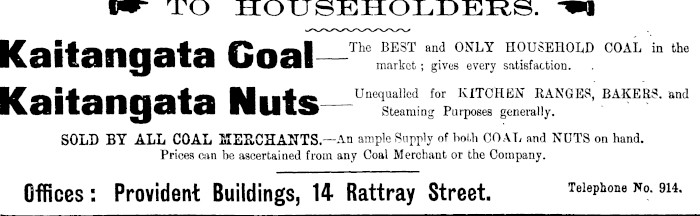 TO HOUSEHOLDERS.
Kaitangata Coal—The BEST and ONLY HOUSEHOLD COAL in the
market; gives every satisfaction.
Kaitangata Nuts—Unequalled for KITCHEN RANGES, BAKERS. and
Steaming Purposes generally.
SOLD BY ALL COAL MERCHANTS.—An ample Supply of both COAL and NUTS on hand.
Prices can be ascertained from any Coal Merchant or the Company.
Offices: Provident Buildings, 14 Rattray Street. Telephone No. 914.